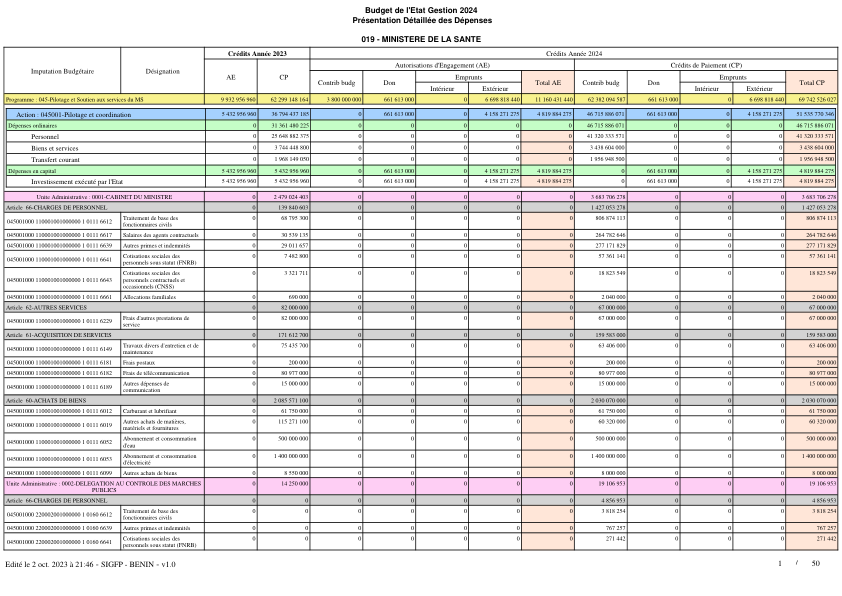 Budget de l'Etat Gestion 2024
Présentation Détaillée des Dépenses
019 - MINISTERE DE LA SANTE
Imputation Budgétaire Désignation Crédits Année 2023 Crédits Année 2024
AE CP Autorisations d'Engagement (AE) Crédits de Paiement (CP)
Contrib budg Don Emprunts Total AE Contrib budg Don Emprunts Total CP
Intérieur Extérieur Intérieur Extérieur
Programme : 045-Pilotage et Soutien aux services du MS 9 932 956 960 62 299 148 164 3 800 000 000 661 613 000 0 6 698 818 440 11 160 431 440 62 382 094 587 661 613 000 0 6 698 818 440 69 742 526 027
Action : 045001-Pilotage et coordination 5 432 956 960 36 794 437 185 0 661 613 000 0 4 158 271 275 4 819 884 275 46 715 886 071 661 613 000 0 4 158 271 275 51 535 770 346
Dépenses ordinaires 0 31 361 480 225 0 0 0 0 0 46 715 886 071 0 0 0 46 715 886 071
Personnel 0 25 648 882 375 0 0 0 0 0 41 320 333 571 0 0 0 41 320 333 571
Biens et services 0 3 744 448 800 0 0 0 0 0 3 438 604 000 0 0 0 3 438 604 000
Transfert courant 0 1 968 149 050 0 0 0 0 0 1 956 948 500 0 0 0 1 956 948 500
Dépenses en capital 5 432 956 960 5 432 956 960 0 661 613 000 0 4 158 271 275 4 819 884 275 0 661 613 000 0 4 158 271 275 4 819 884 275
Investissement exécuté par l'Etat 5 432 956 960 5 432 956 960 0 661 613 000 0 4 158 271 275 4 819 884 275 0 661 613 000 0 4 158 271 275 4 819 884 275
Unite Administrative : 0001-CABINET DU MINISTRE 0 2 479 024 403 0 0 0 0 0 3 683 706 278 0 0 0 3 683 706 278
Article 66-CHARGES DE PERSONNEL 0 139 840 603 0 0 0 0 0 1 427 053 278 0 0 0 1 427 053 278
045001000 1100001001000000 1 0111 6612 Traitement de base des fonctionnaires civils 0 68 795 300 0 0 0 0 0 806 874 113 0 0 0 806 874 113
045001000 1100001001000000 1 0111 6617 Salaires des agents contractuels 0 30 539 135 0 0 0 0 0 264 782 646 0 0 0 264 782 646
045001000 1100001001000000 1 0111 6639 Autres primes et indemnités 0 29 011 657 0 0 0 0 0 277 171 829 0 0 0 277 171 829
045001000 1100001001000000 1 0111 6641 Cotisations sociales des personnels sous statut (FNRB) 0 7 482 800 0 0 0 0 0 57 361 141 0 0 0 57 361 141
045001000 1100001001000000 1 0111 6643 Cotisations sociales des personnels contractuels et occasionnels (CNSS) 0 3 321 711 0 0 0 0 0 18 823 549 0 0 0 18 823 549
045001000 1100001001000000 1 0111 6661 Allocations familiales 0 690 000 0 0 0 0 0 2 040 000 0 0 0 2 040 000
Article 62-AUTRES SERVICES 0 82 000 000 0 0 0 0 0 67 000 000 0 0 0 67 000 000
045001000 1100001001000000 1 0111 6229 Frais d'autres prestations de service 0 82 000 000 0 0 0 0 0 67 000 000 0 0 0 67 000 000
Article 61-ACQUISITION DE SERVICES 0 171 612 700 0 0 0 0 0 159 583 000 0 0 0 159 583 000
045001000 1100001001000000 1 0111 6149 Travaux divers d'entretien et de maintenance 0 75 435 700 0 0 0 0 0 63 406 000 0 0 0 63 406 000
045001000 1100001001000000 1 0111 6181 Frais postaux 0 200 000 0 0 0 0 0 200 000 0 0 0 200 000
045001000 1100001001000000 1 0111 6182 Frais de télécommunication 0 80 977 000 0 0 0 0 0 80 977 000 0 0 0 80 977 000
045001000 1100001001000000 1 0111 6189 Autres dépenses de communication 0 15 000 000 0 0 0 0 0 15 000 000 0 0 0 15 000 000
Article 60-ACHATS DE BIENS 0 2 085 571 100 0 0 0 0 0 2 030 070 000 0 0 0 2 030 070 000
045001000 1100001001000000 1 0111 6012 Carburant et lubrifiant 0 61 750 000 0 0 0 0 0 61 750 000 0 0 0 61 750 000
045001000 1100001001000000 1 0111 6019 Autres achats de matières, matériels et fournitures 0 115 271 100 0 0 0 0 0 60 320 000 0 0 0 60 320 000
045001000 1100001001000000 1 0111 6052 Abonnement et consommation d'eau 0 500 000 000 0 0 0 0 0 500 000 000 0 0 0 500 000 000
045001000 1100001001000000 1 0111 6053 Abonnement et consommation d'électricité 0 1 400 000 000 0 0 0 0 0 1 400 000 000 0 0 0 1 400 000 000
045001000 1100001001000000 1 0111 6099 Autres achats de biens 0 8 550 000 0 0 0 0 0 8 000 000 0 0 0 8 000 000
Unite Administrative : 0002-DELEGATION AU CONTROLE DES MARCHES PUBLICS 0 14 250 000 0 0 0 0 0 19 106 953 0 0 0 19 106 953
Article 66-CHARGES DE PERSONNEL 0 0 0 0 0 0 0 4 856 953 0 0 0 4 856 953
045001000 2200020001000000 1 0160 6612 Traitement de base des fonctionnaires civils 0 0 0 0 0 0 0 3 818 254 0 0 0 3 818 254
045001000 2200020001000000 1 0160 6639 Autres primes et indemnités 0 0 0 0 0 0 0 767 257 0 0 0 767 257
045001000 2200020001000000 1 0160 6641 Cotisations sociales des personnels sous statut (FNRB) 0 0 0 0 0 0 0 271 442 0 0 0 271 442
Edité le 2 oct. 2023 à 21:46 - SIGFP - BENIN - v1.0 1 / 50